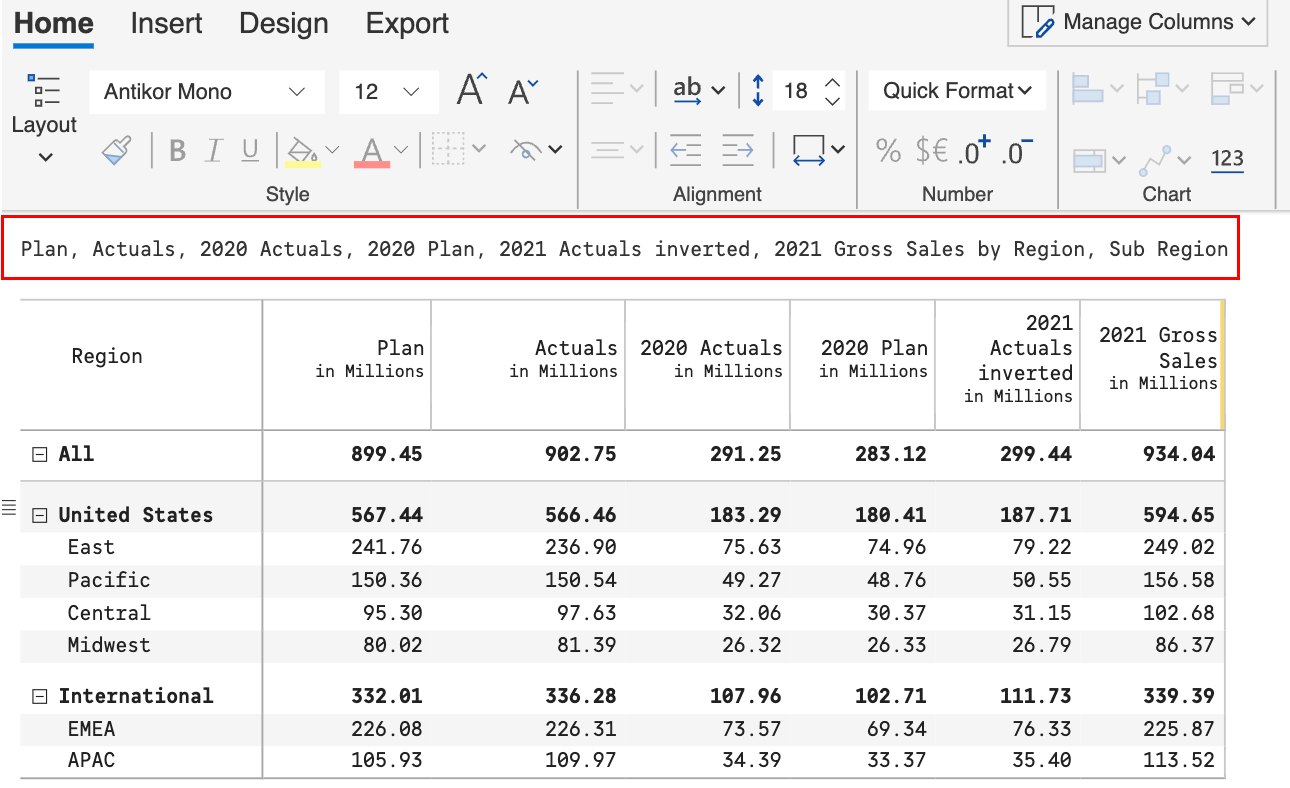 Home Insert Design Export Manage Columns
Antikor Mono 12 A A ab 18 Quick Format
Layout
B I U A % $€ .0 .0 123
Style Alignment Number Chart
Plan, Actuals, 2020 Actuals, 2020 Plan, 2021 Actuals inverted, 2021 Gross Sales by Region, Sub Region
Region
Plan
in Millions
Actuals
in Millions
2020 Actuals
in Millions
2020 Plan
in Millions
2021
Actuals
inverted
in Millions
2021 Gross
Sales
in Millions
All 899.45 902.75 291.25 283.12 299.44 934.04
United States 567.44 566.46 183.29 180.41 187.71 594.65
East 241.76 236.90 75.63 74.96 79.22 249.02
Pacific 150.36 150.54 49.27 48.76 50.55 156.58
Central 95.30 97.63 32.06 30.37 31.15 102.68
Midwest 80.02 81.39 26.32 26.33 26.79 86.37
International 332.01 336.28 107.96 102.71 111.73 339.39
EMEA 226.08 226.31 73.57 69.34 76.33 225.87
APAC 105.93 109.97 34.39 33.37 35.40 113.52